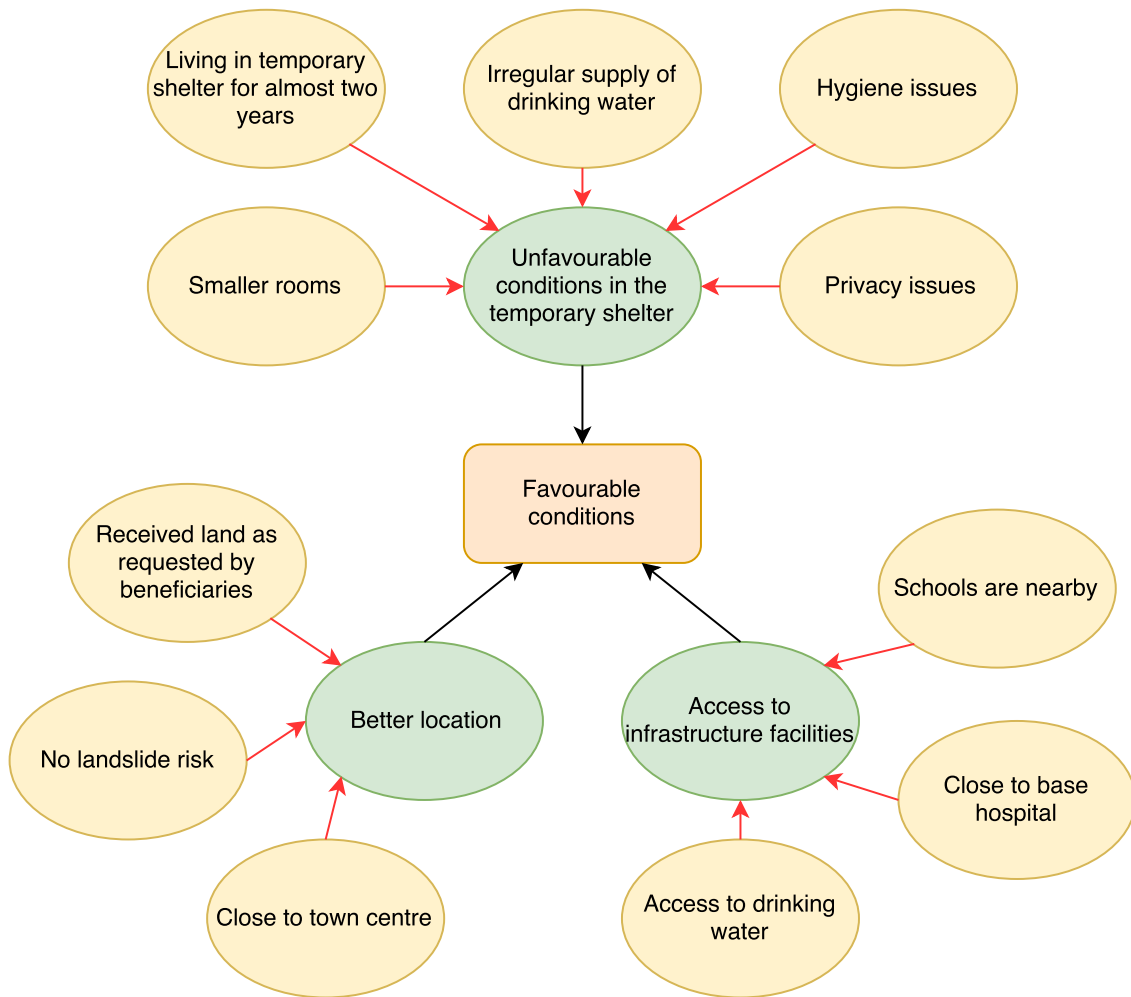 Living in temporary
shelter for almost two
years
Irregular supply of
drinking water
Hygiene issues
Smaller rooms
Unfavourable
conditions in the
temporary shelter
Privacy issues
Favourable
conditions
Received land as
requested by
beneficiaries
Schools are nearby
No landslide risk
Better location
Access to
infrastructure facilities
Close to base
hospital
Close to town centre
Access to drinking
water